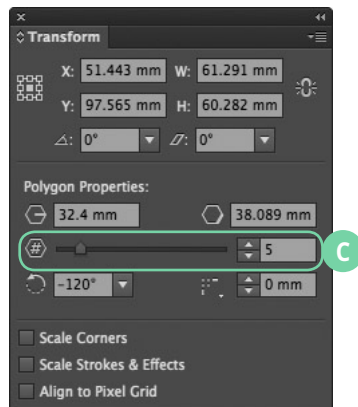 Transform
X: 51.443 mm W: 61.291 mm
Y: 97.565 mm H: 60.282 mm
0° 0°
Polygon Properties:
32.4 mm 38.089 mm
# 5 C
-120° 0 mm
Scale Corners
Scale Strokes & Effects
Align to Pixel Grid